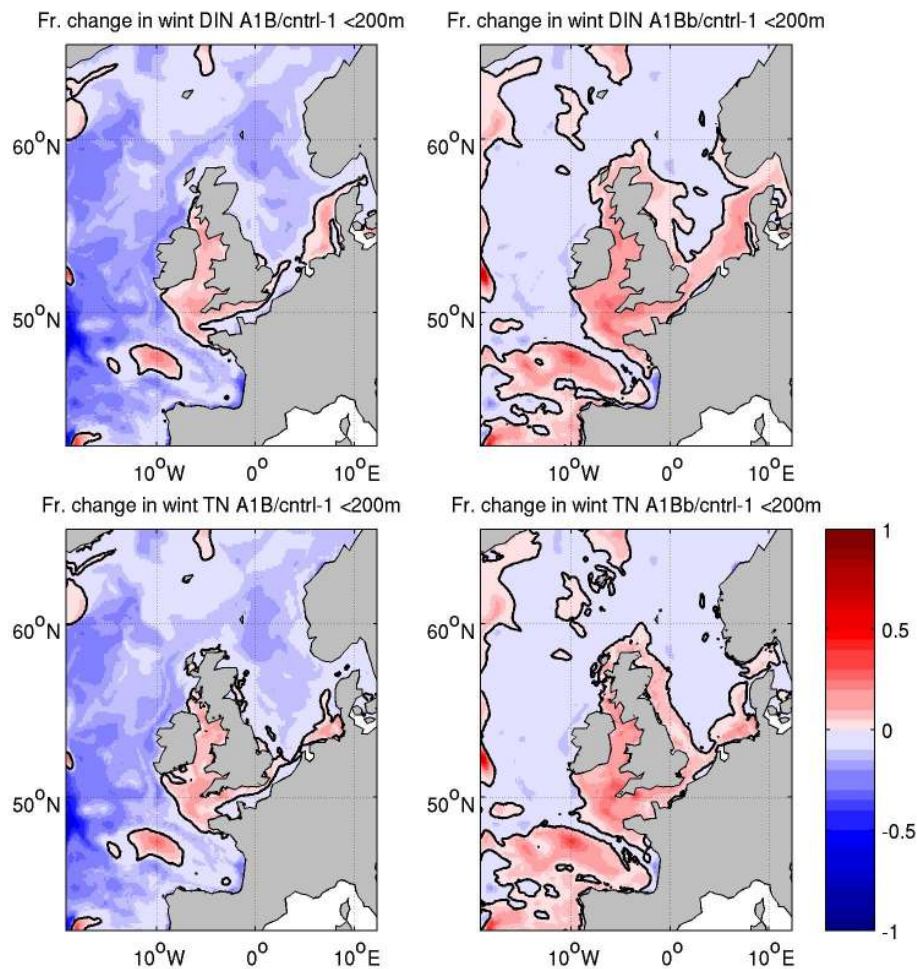 Fr. change in wint DIN A1B/cntrl-1 <200m
Fr. change in wint DIN A1Bb/cntrl-1 <200m
60°N
60°N
50°N
50°N
10°W 0° 10°E
10°W 0° 10°E
Fr. change in wint TN A1B/cntrl-1 <200m
Fr. change in wint TN A1Bb/cntrl-1 <200m
1
0.5
60°N
60°N
0
50°N
50°N
-0.5
-1
10°W 0° 10°E
10°W 0° 10°E